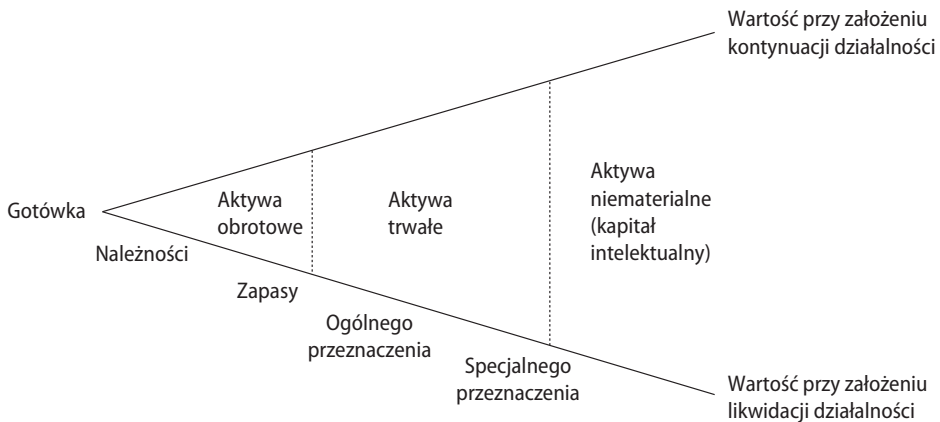 Wartość przy założeniu
kontynuacji działalności
Gotówka
Aktywa
obrotowe
Aktywa
trwałe
Aktywa
niematerialne
(kapitał
intelektualny)
Należności
Zapasy
Ogólnego
przeznaczenia
Specjalnego
przeznaczenia
Wartość przy założeniu
likwidacji działalności